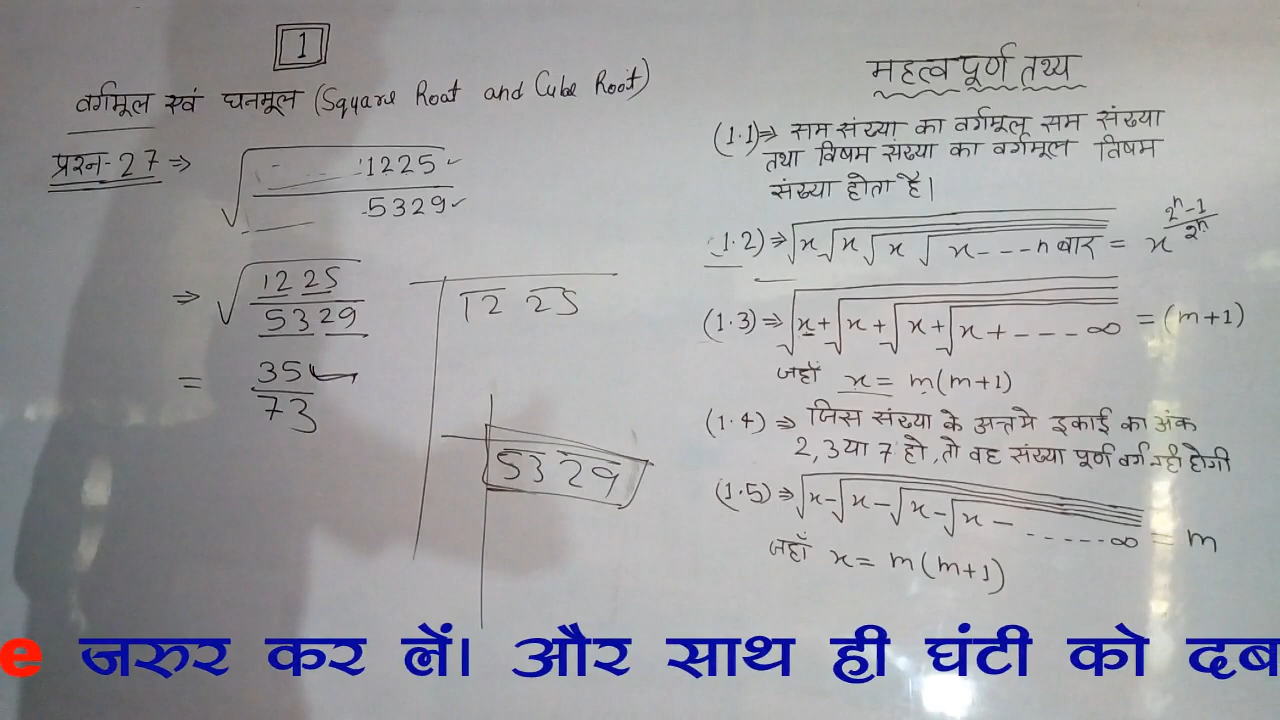 1
वर्गमूल एवं घनमूल (Square Root and Cube Root)
प्रश्न-27 ⇒ √(1225/5329)
⇒ √(1225/5329)
= 35/73
12 25
53 29
महत्व पूर्ण तथ्य
(1.1)⇒ सम संख्या का वर्गमूल सम संख्या
तथा विषम संख्या का वर्गमूल विषम
संख्या होता है।
(1.2)⇒ √x√x√x√x---n बार = x^((2^n-1)/2^n)
(1.3)⇒ √x+√x+√x+√x+---∞ = (m+1)
जहाँ x = m(m+1)
(1.4)⇒ जिस संख्या के अन्त मे इकाई का अंक
2, 3 या 7 हो, तो वह संख्या पूर्ण वर्ग नही होगी
(1.5)⇒ √x-√x-√x-√x-------∞ = m
जहाँ x = m(m+1)
e जरुर कर लें। और साथ ही घंटी को दब